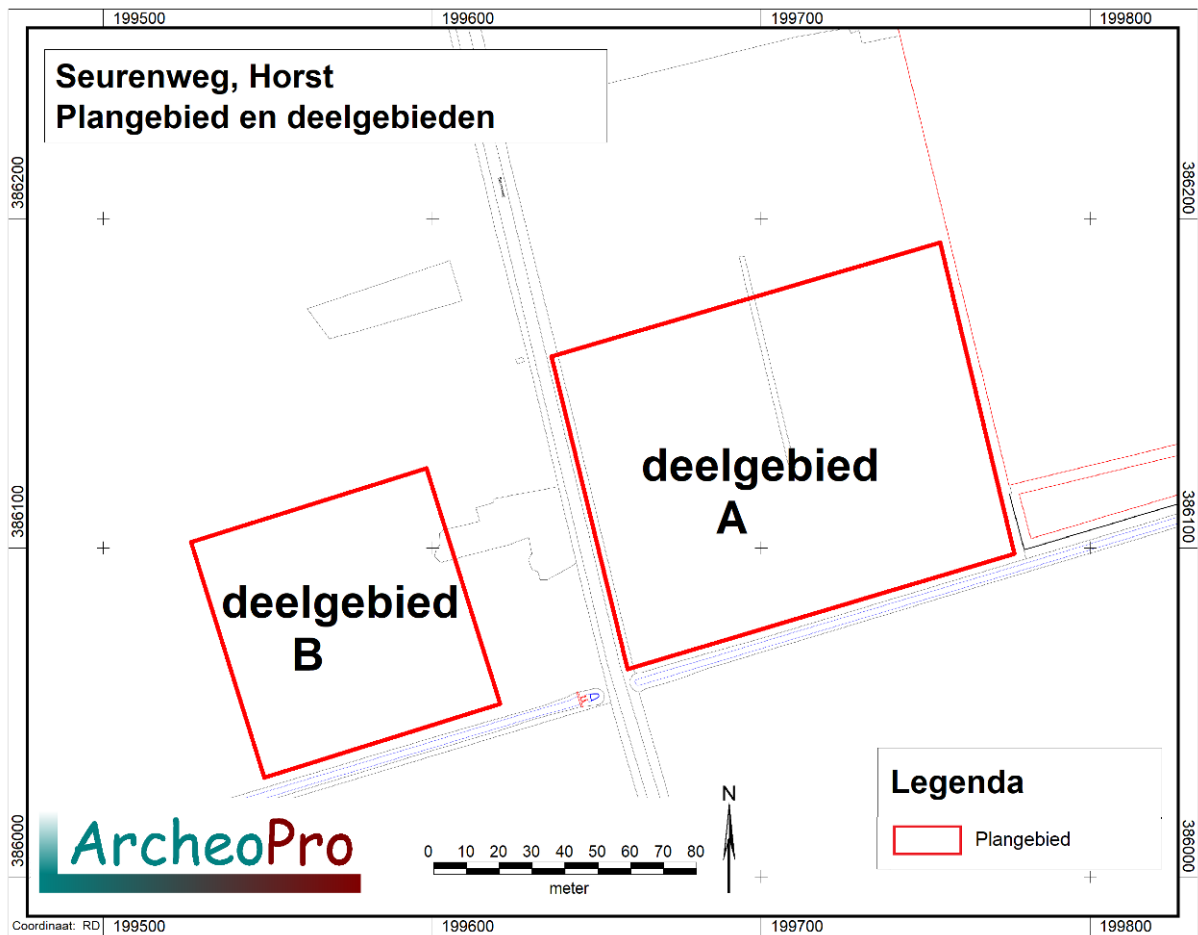 199500 199600 199700 199800
Seurenweg, Horst
Plangebied en deelgebieden
386200 386200
deelgebied
A
386100 386100
deelgebied
B
D
Legenda
Plangebied
N
ArcheoPro
0 10 20 30 40 50 60 70 80
meter
386000 386000
Coordinaat: RD 199500 199600 199700 199800